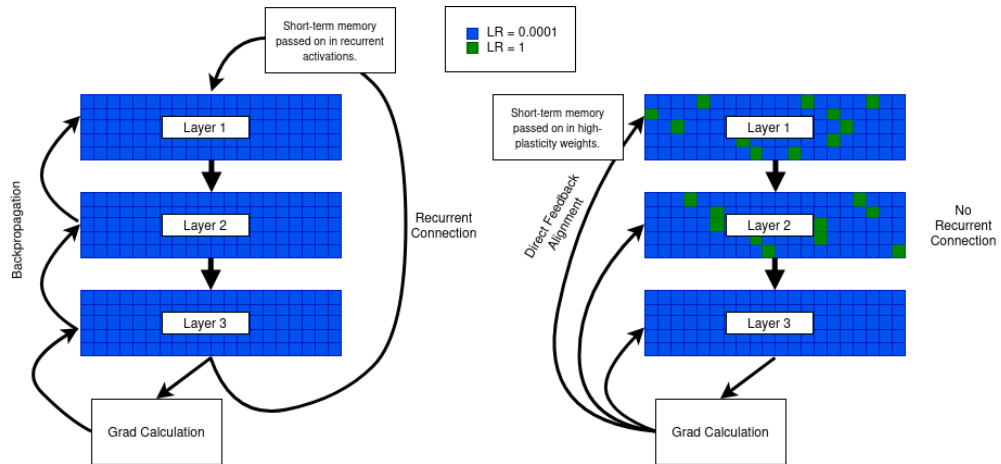 Short-term memory
passed on in recurrent
activations.
Layer 1
Layer 2
Layer 3
Backpropagation
Recurrent
Connection
Grad Calculation
LR = 0.0001
LR = 1
Short-term memory
passed on in high-
plasticity weights.
Layer 1
Layer 2
Layer 3
Direct Feedback
Alignment
No
Recurrent
Connection
Grad Calculation